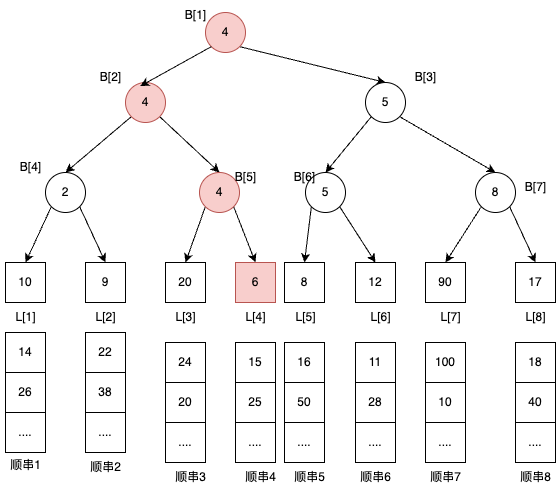 B[1]
4
B[2]
B[3]
4
5
B[4]
B[5]
B[6]
B[7]
2
4
5
8
10
9
20
6
8
12
90
17
L[1]
L[2]
L[3]
L[4]
L[5]
L[6]
L[7]
L[8]
14
22
24
15
16
11
100
18
26
38
20
25
50
28
10
40
....
....
....
....
....
....
....
....
顺串1
顺串2
顺串3
顺串4
顺串5
顺串6
顺串7
顺串8